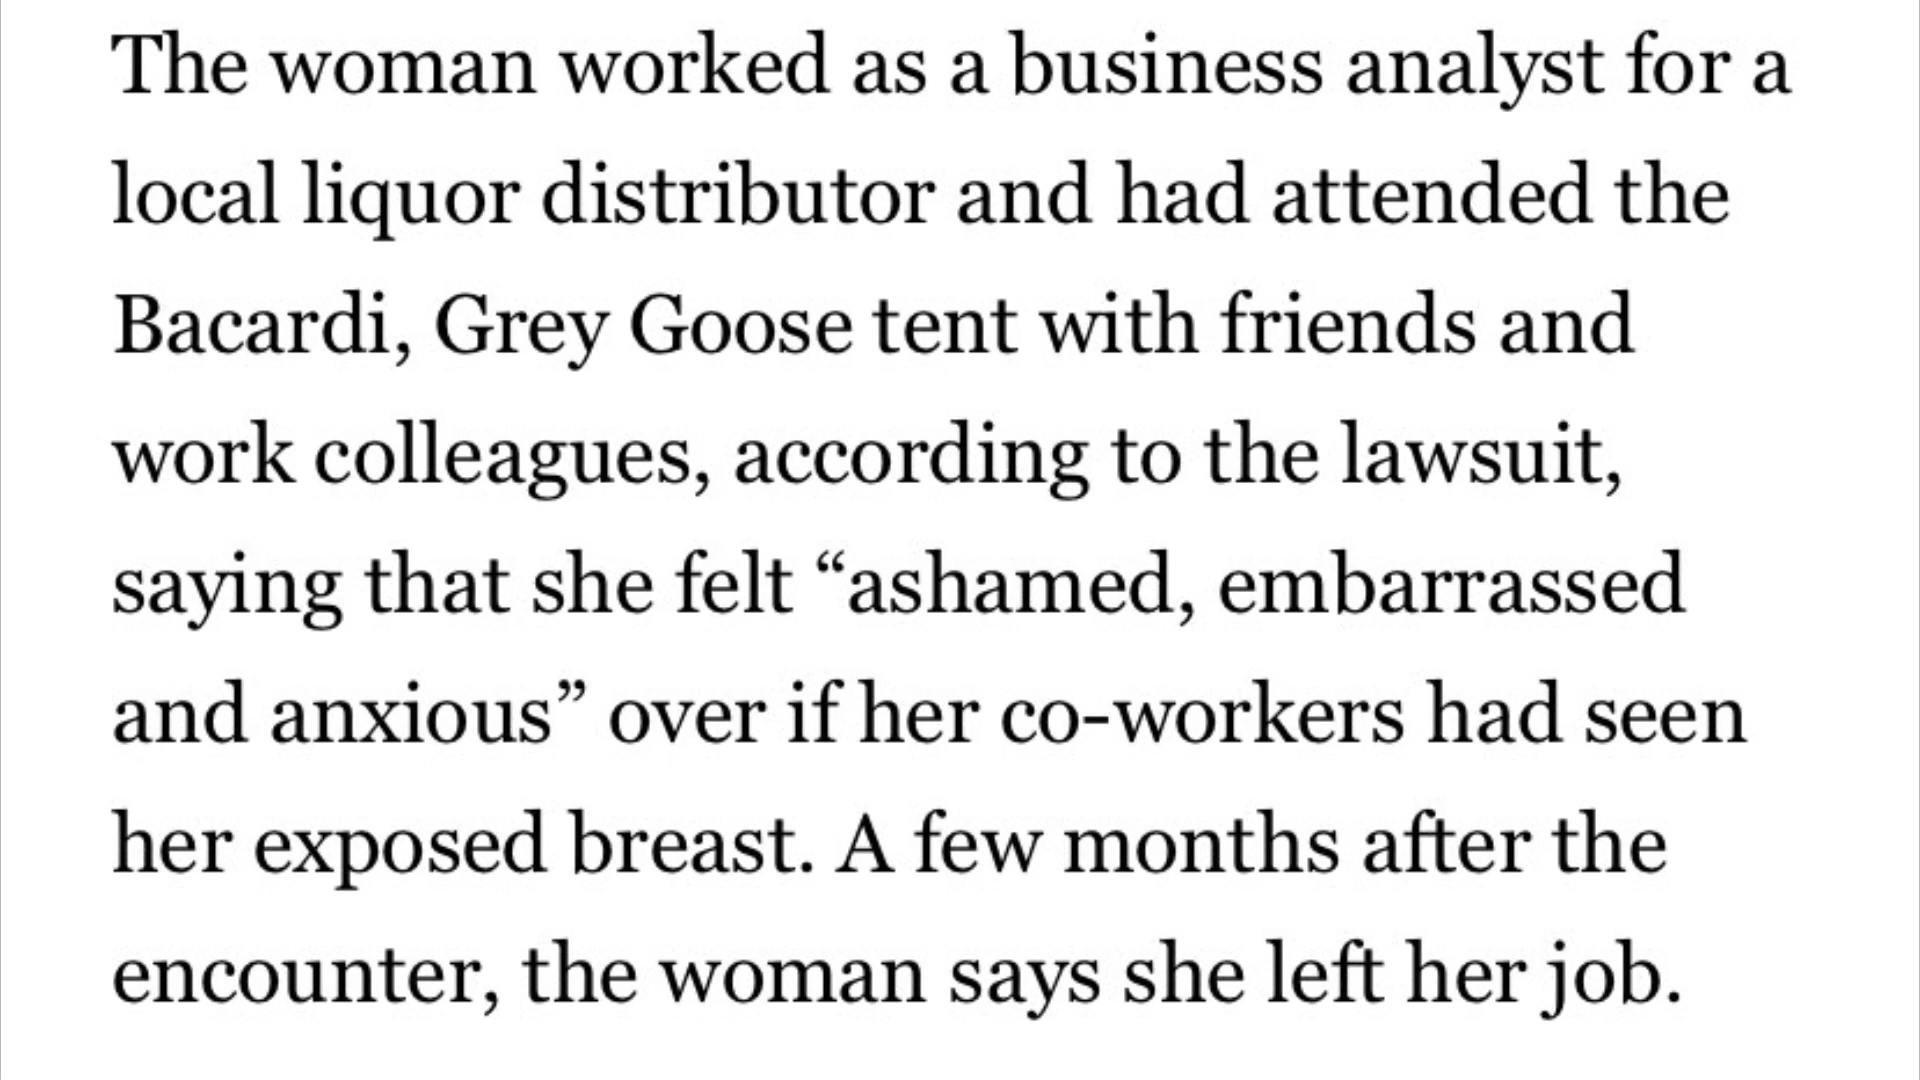 The woman worked as a business analyst for a
local liquor distributor and had attended the
Bacardi, Grey Goose tent with friends and
work colleagues, according to the lawsuit,
saying that she felt “ashamed, embarrassed
and anxious” over if her co-workers had seen
her exposed breast. A few months after the
encounter, the woman says she left her job.